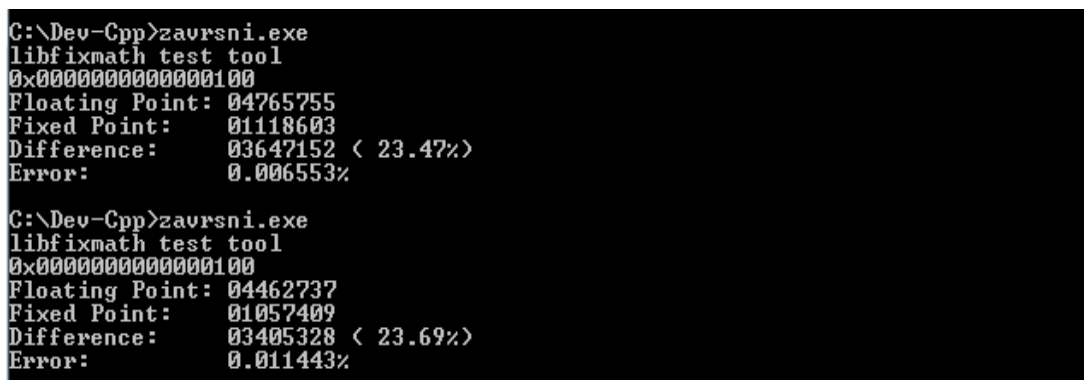 C:\Dev-Cpp>zavrsni.exe
libfixmath test tool
0x0000000000000100
Floating Point: 04765755
Fixed Point:    01118603
Difference:     03647152 ( 23.47%)
Error:          0.006553%
C:\Dev-Cpp>zavrsni.exe
libfixmath test tool
0x0000000000000100
Floating Point: 04462737
Fixed Point:    01057409
Difference:     03405328 ( 23.69%)
Error:          0.011443%